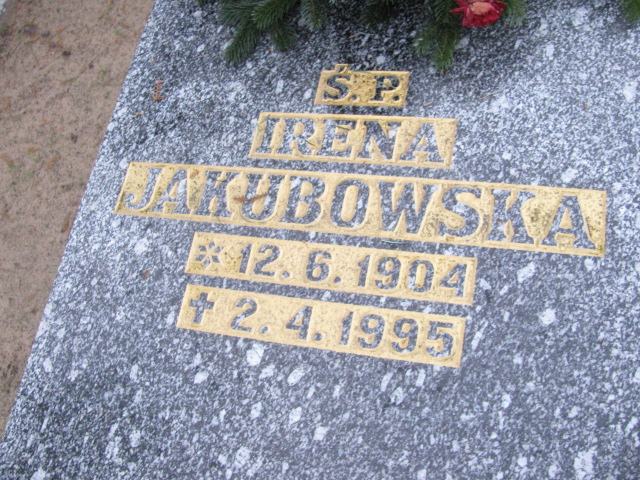 Ś.P.
IRENA
JAKUBOWSKA
* 12. 6. 1904
✝ 2. 4. 1995